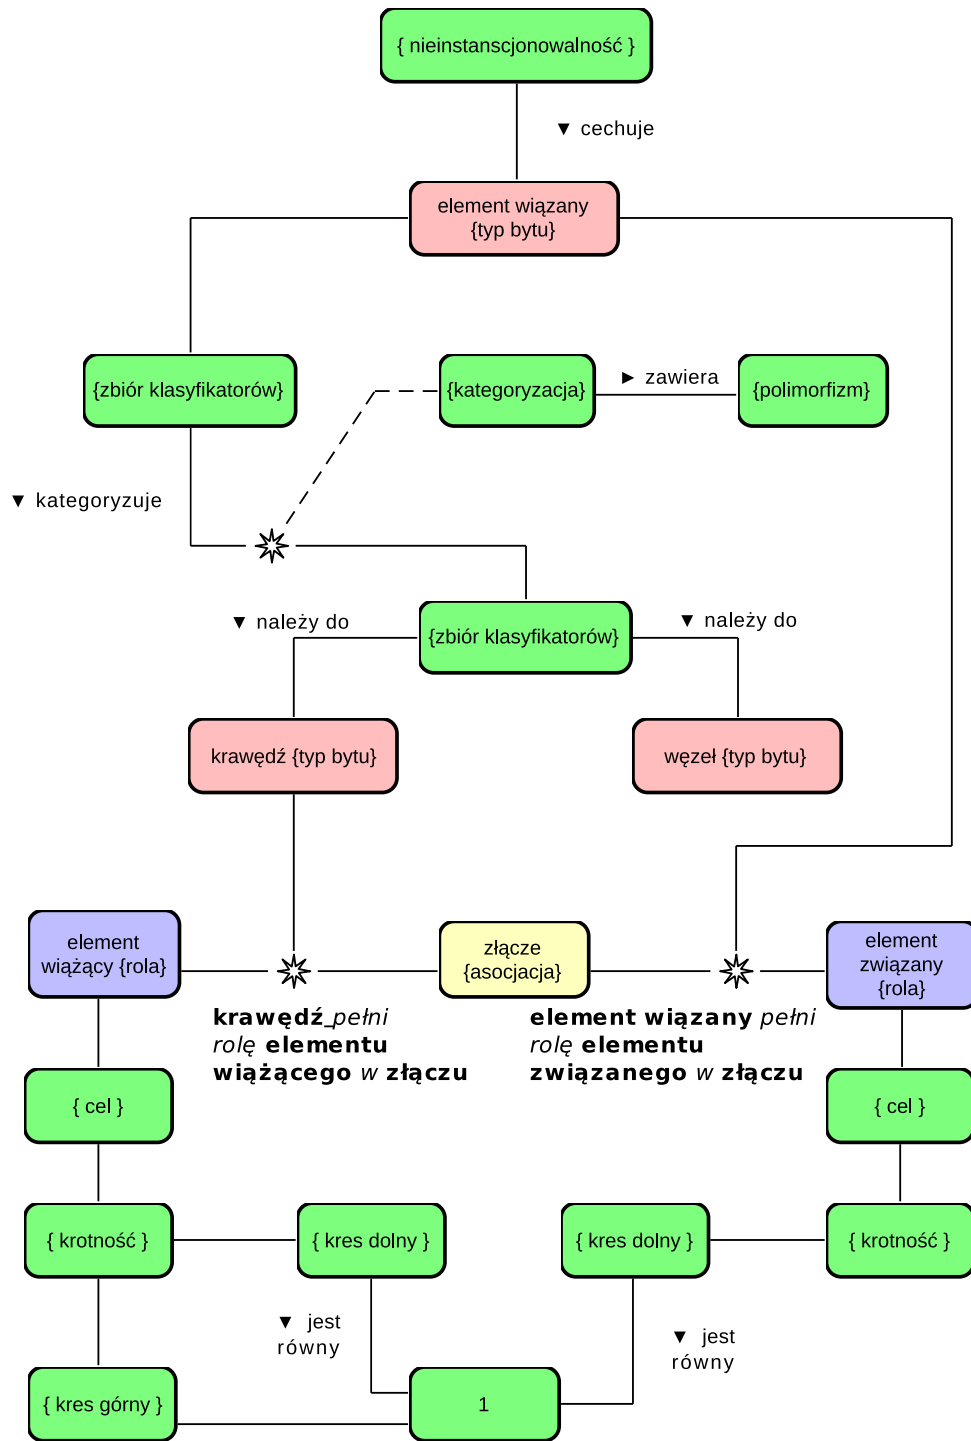 { nieinstanscjonowalność }
▼ cechuje
element wiązany
{typ bytu}
{zbiór klasyfikatorów}
{kategoryzacja}
► zawiera
{polimorfizm}
▼ kategoryzuje
▼ należy do
{zbiór klasyfikatorów}
▼ należy do
krawędź {typ bytu}
węzeł {typ bytu}
element
wiążący {rola}
złącze
{asocjacja}
element
związany
{rola}
krawędź_pełni
rolę elementu
wiążącego w złączu
element wiązany pełni
rolę elementu
związanego w złączu
{ cel }
{ cel }
{ krotność }
{ kres dolny }
{ kres dolny }
{ krotność }
▼ jest
równy
▼ jest
równy
{ kres górny }
1